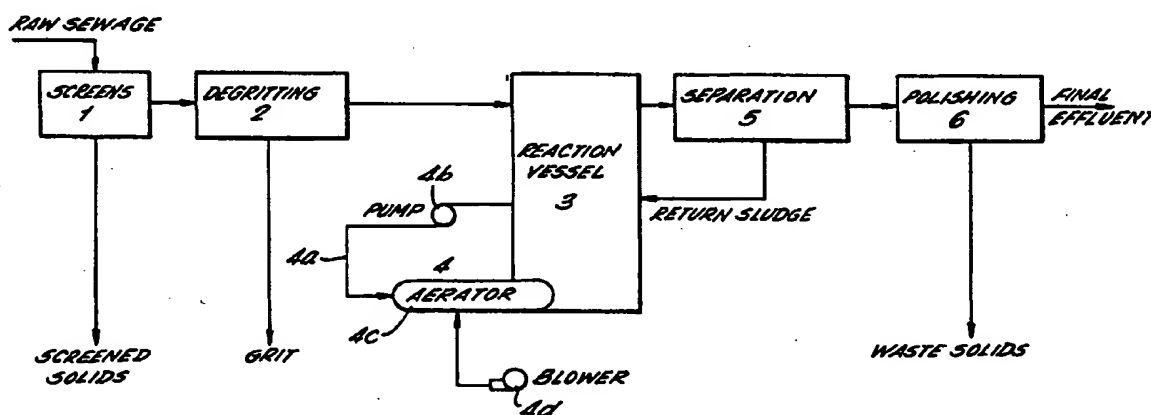 RAW SEWAGE
SCREENS
1
DEGRITTING
2
REACTION
VESSEL
3
SEPARATION
5
POLISHING
6
FINAL
EFFLUENT
4b
PUMP
RETURN SLUDGE
4a
4
AERATOR
4c
SCREENED
SOLIDS
GRIT
BLOWER
4d
WASTE SOLIDS